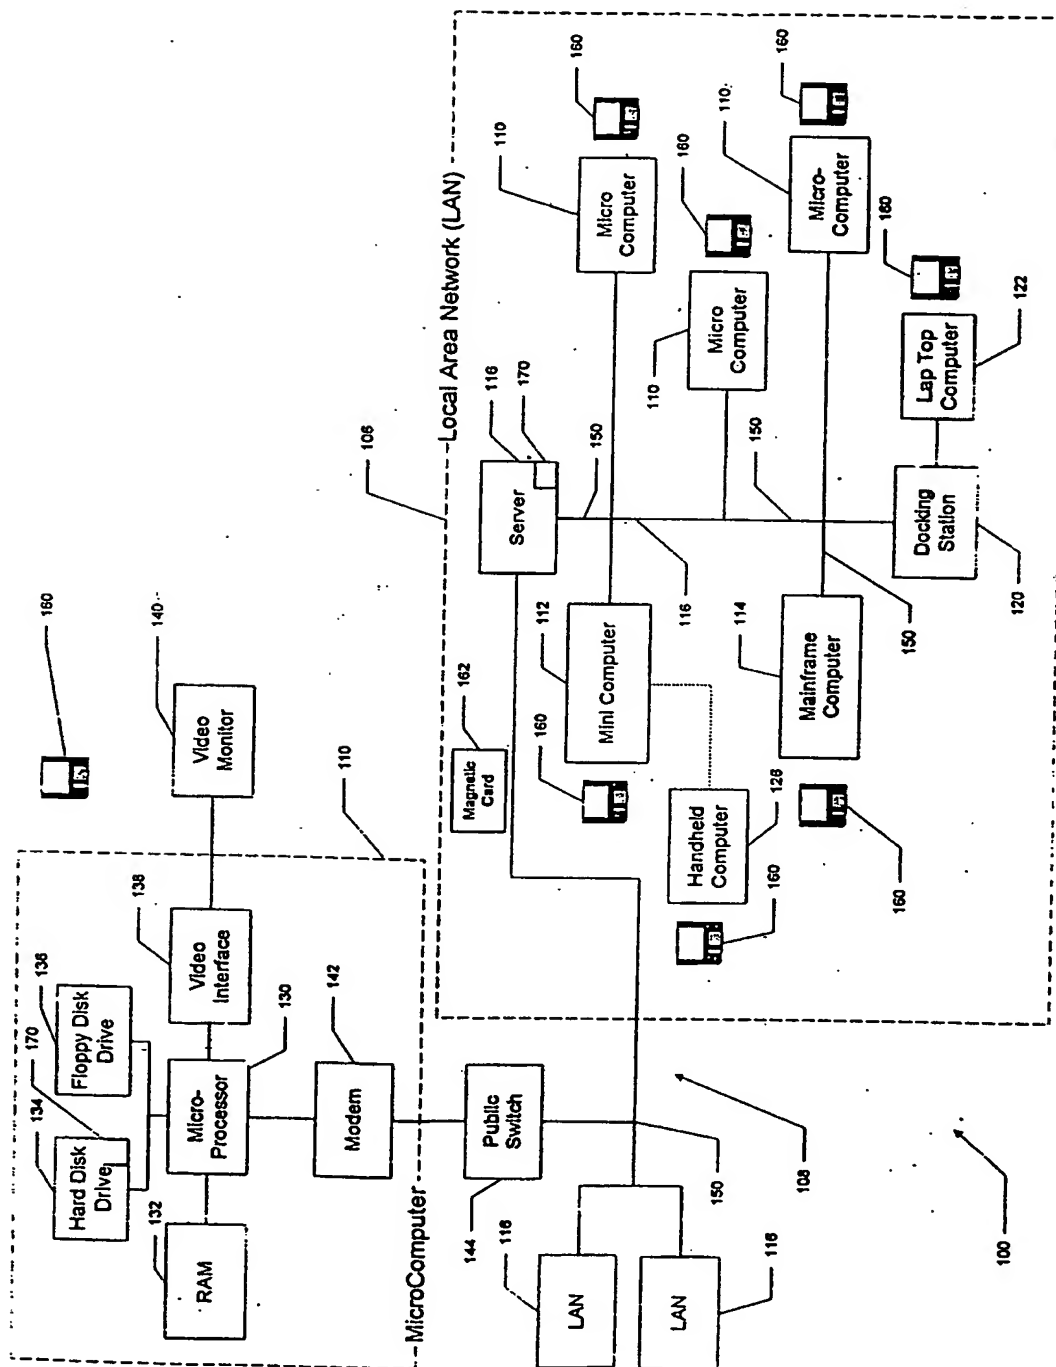 MicroComputer
110
RAM
132
Hard Disk
Drive
134
170
Floppy Disk
Drive
136
Micro-
Processor
130
Video
Interface
138
Video
Monitor
140
160
Modem
142
Public
Switch
144
LAN
116
LAN
116
150
108
100
Local Area Network (LAN)
106
Server
116
170
150
Magnetic
Card
162
Mini Computer
112
160
Micro
Computer
110
160
116
Handheld
Computer
126
160
Micro
Computer
110
160
150
Mainframe
Computer
114
160
150
Micro-
Computer
110
160
Docking
Station
120
Lap Top
Computer
122
160